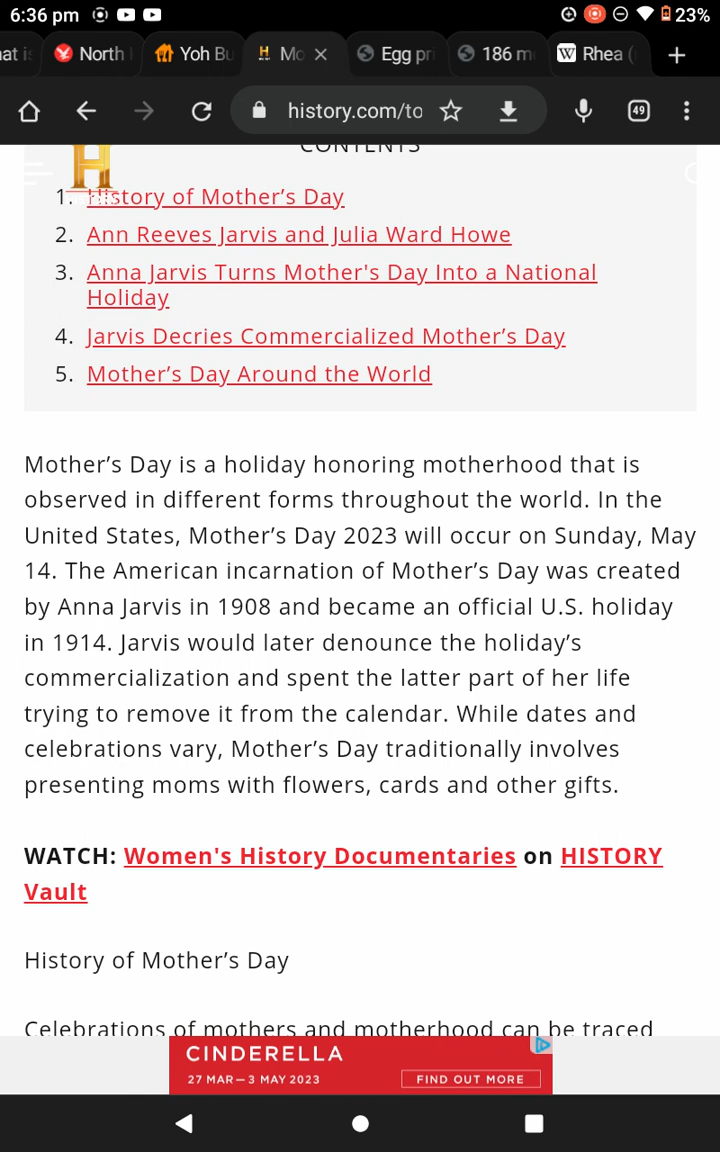 6:36 pm 23%
at is North Yoh Bu Mo Egg pri 186 m Rhea (
history.com/to 49
CONTENTS
1. History of Mother’s Day
2. Ann Reeves Jarvis and Julia Ward Howe
3. Anna Jarvis Turns Mother's Day Into a National
Holiday
4. Jarvis Decries Commercialized Mother’s Day
5. Mother’s Day Around the World
Mother’s Day is a holiday honoring motherhood that is
observed in different forms throughout the world. In the
United States, Mother’s Day 2023 will occur on Sunday, May
14. The American incarnation of Mother’s Day was created
by Anna Jarvis in 1908 and became an official U.S. holiday
in 1914. Jarvis would later denounce the holiday’s
commercialization and spent the latter part of her life
trying to remove it from the calendar. While dates and
celebrations vary, Mother’s Day traditionally involves
presenting moms with flowers, cards and other gifts.
WATCH: Women's History Documentaries on HISTORY
Vault
History of Mother’s Day
Celebrations of mothers and motherhood can be traced
CINDERELLA
27 MAR — 3 MAY 2023 FIND OUT MORE